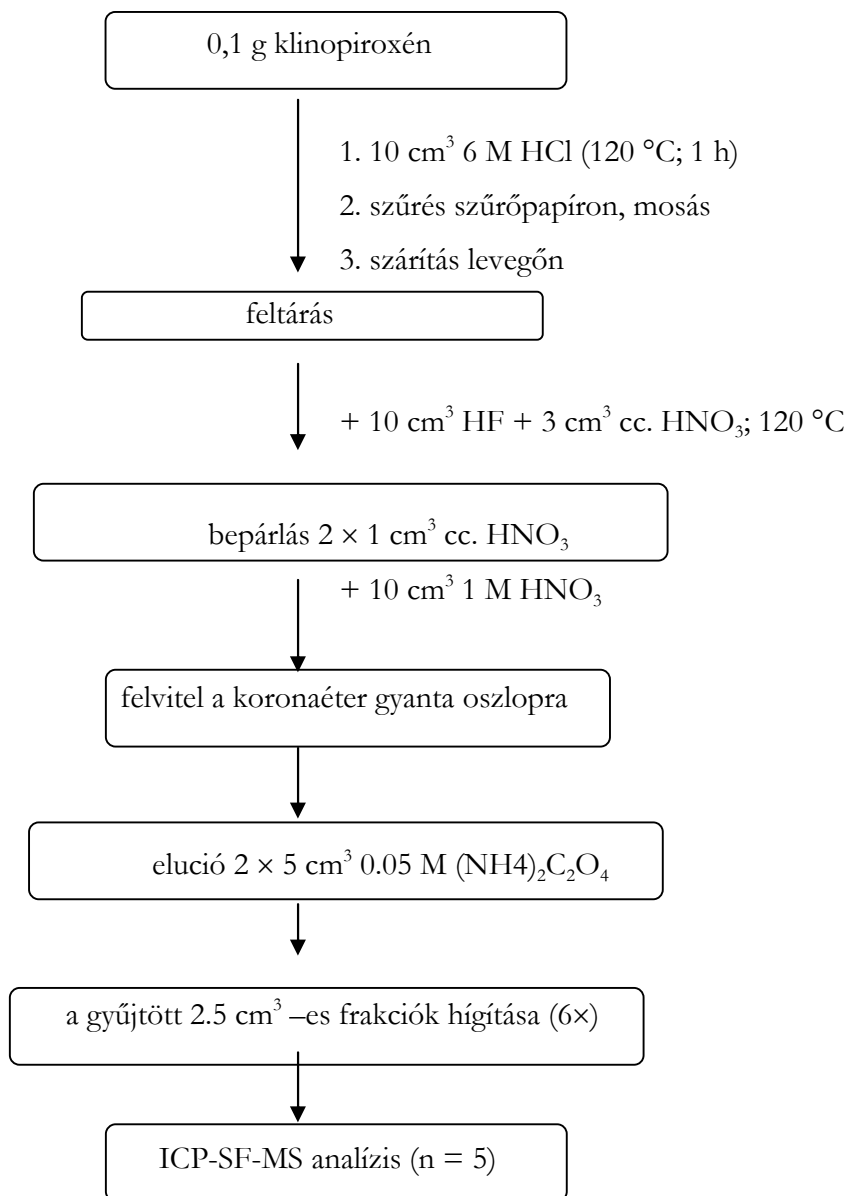 0,1 g klinopiroxén
1. 10 cm³ 6 M HCl (120 °C; 1 h)
2. szűrés szűrőpapíron, mosás
3. szárítás levegőn
feltárás
+ 10 cm³ HF + 3 cm³ cc. HNO₃; 120 °C
bepárlás 2 × 1 cm³ cc. HNO₃
+ 10 cm³ 1 M HNO₃
felvitel a koronaéter gyanta oszlopra
elució 2 × 5 cm³ 0.05 M (NH4)₂C₂O₄
a gyűjtött 2.5 cm³ –es frakciók hígítása (6×)
ICP-SF-MS analízis (n = 5)